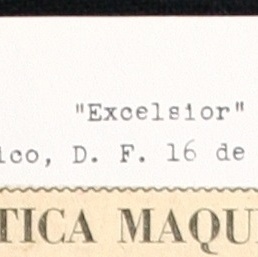 "Excelsior"
ico, D. F. 16 de
TICA MAQU